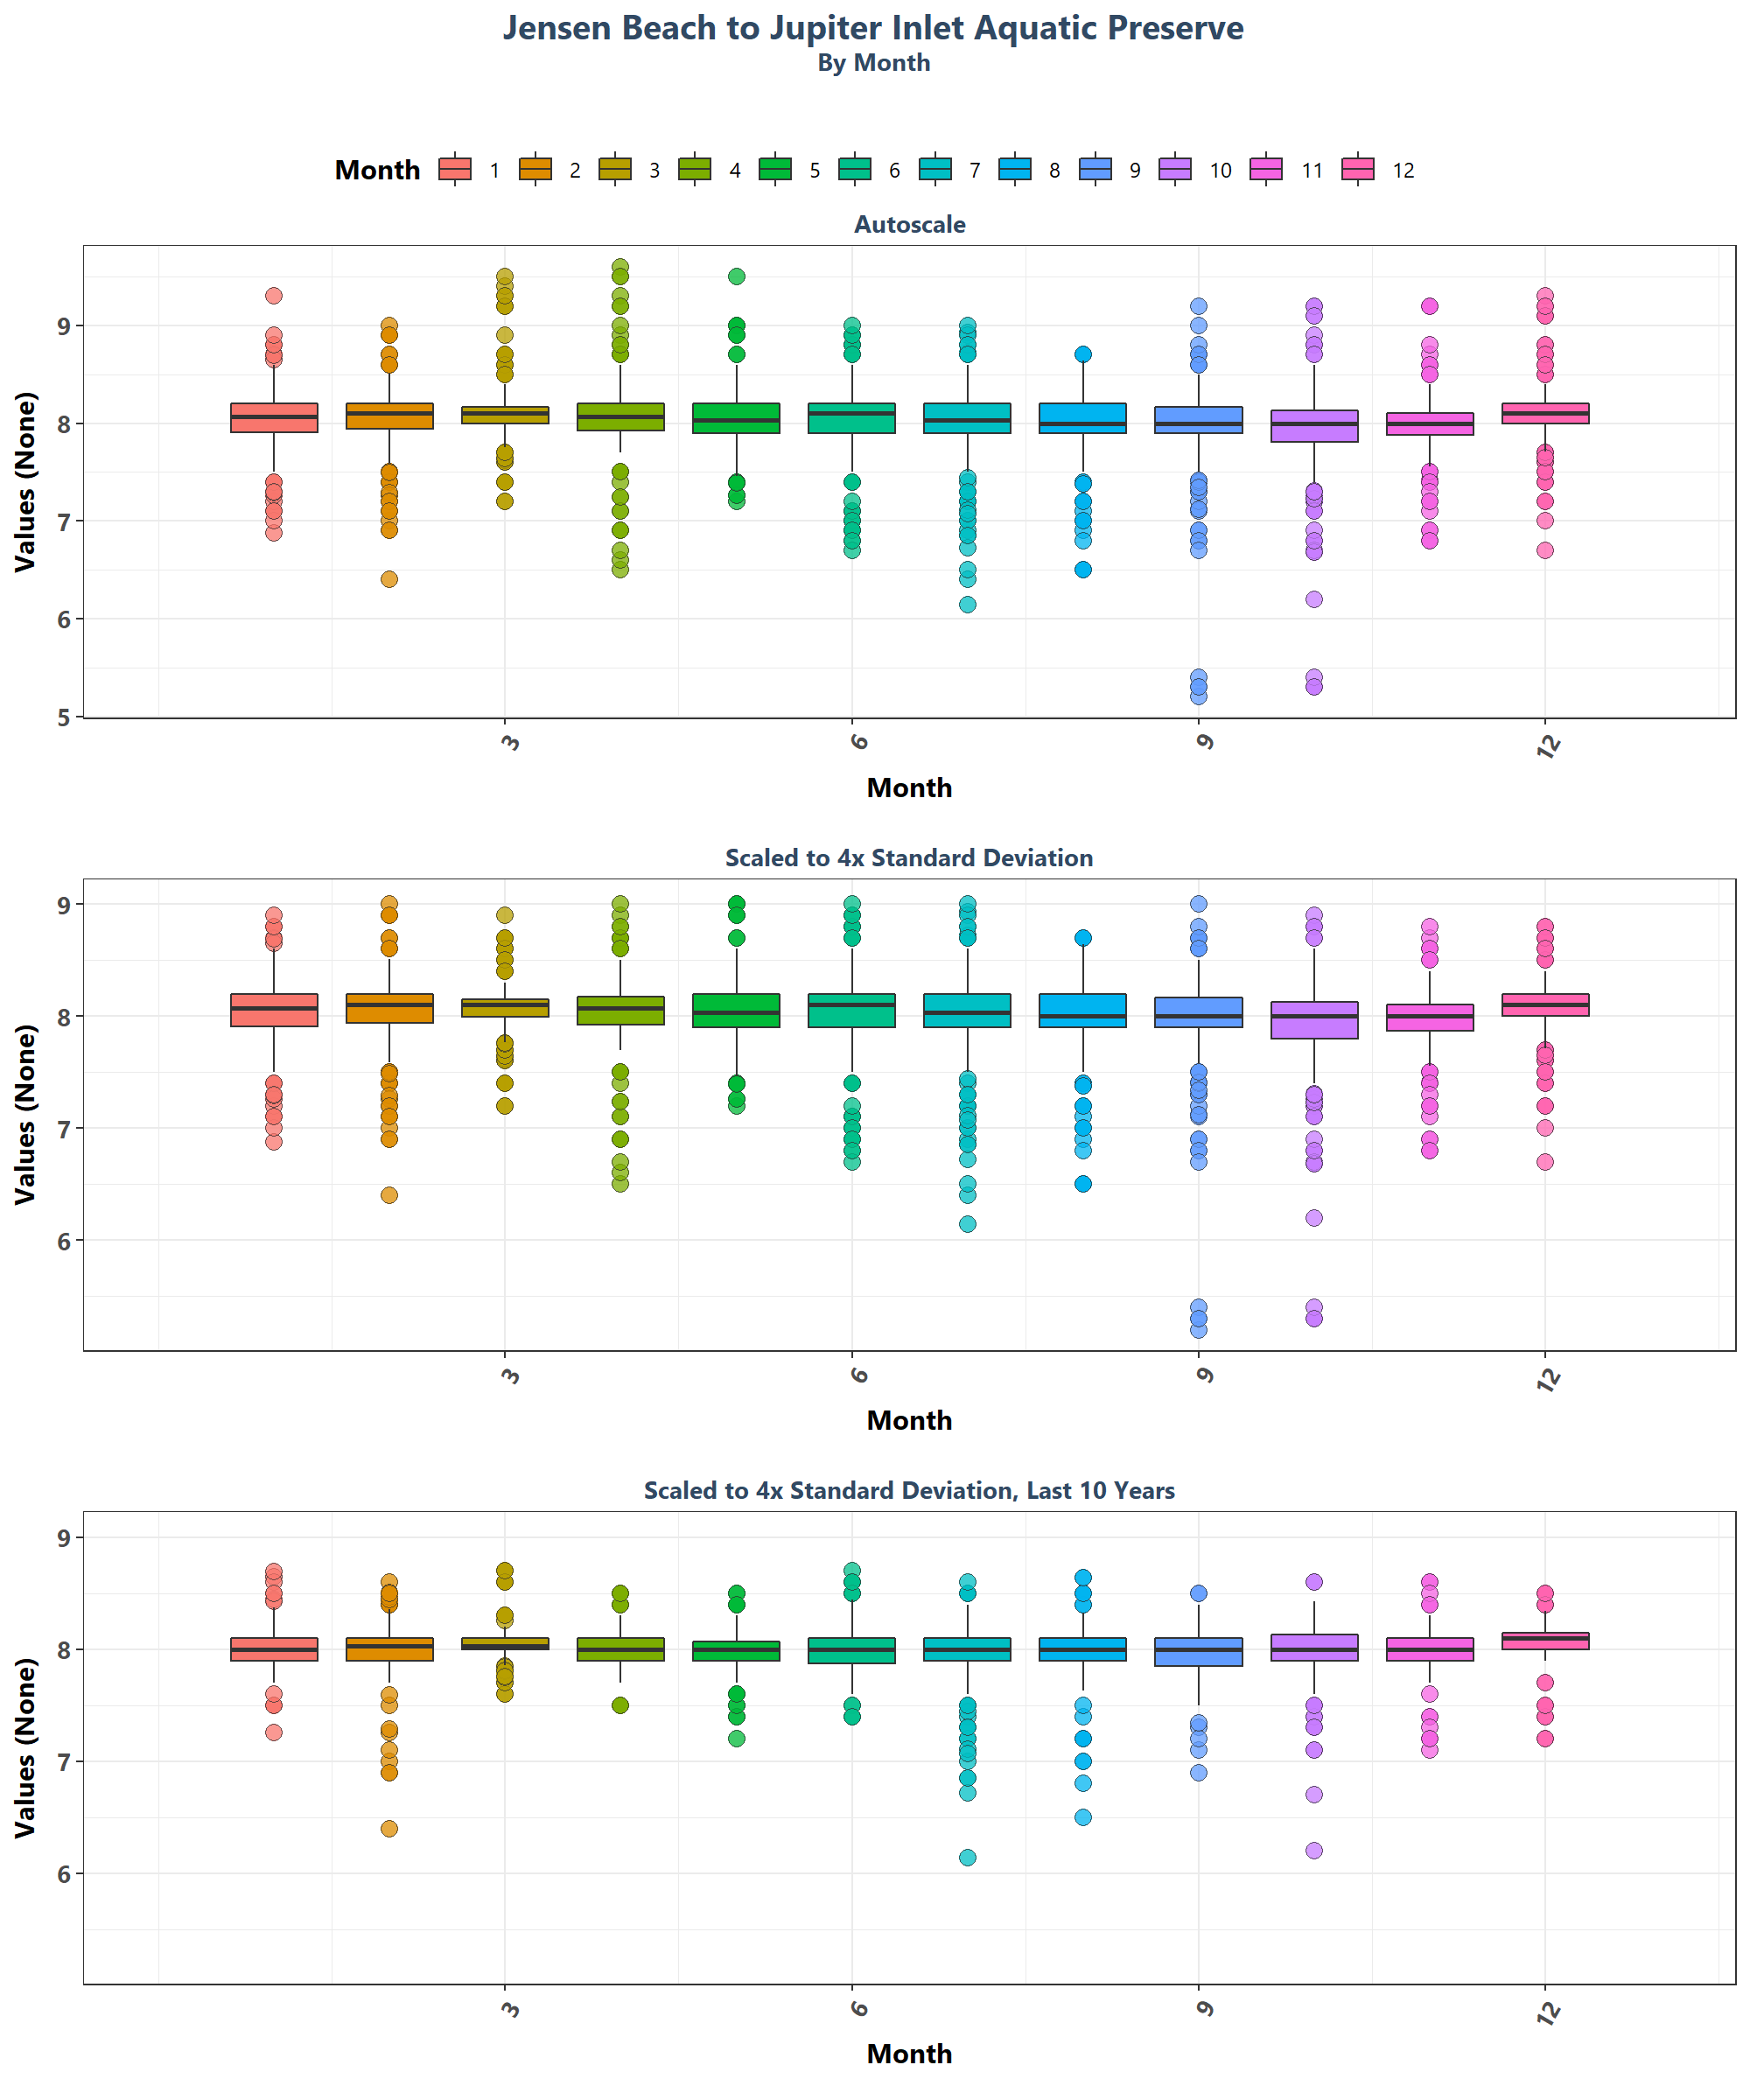 Jensen Beach to Jupiter Inlet Aquatic Preserve
By Month
Month 1 2 3 4 5 6 7 8 9 10 11 12
Autoscale
Values (None)
9
8
7
6
5
3 6 9 12
Month
Scaled to 4x Standard Deviation
Values (None)
9
8
7
6
3 6 9 12
Month
Scaled to 4x Standard Deviation, Last 10 Years
Values (None)
9
8
7
6
3 6 9 12
Month